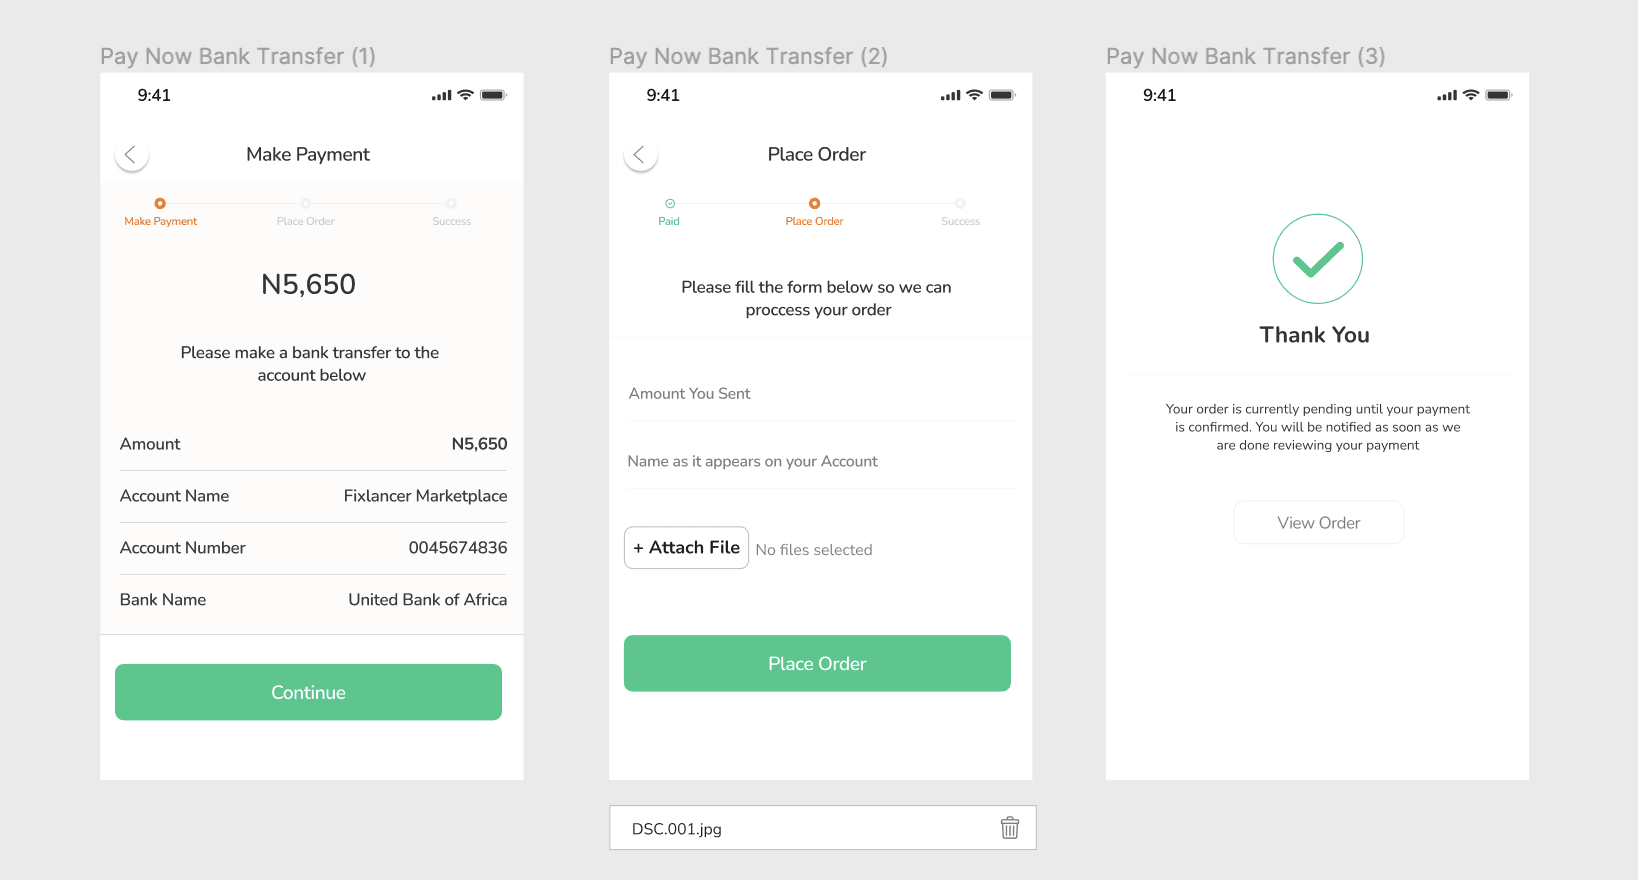 Pay Now Bank Transfer (1)
9:41
Make Payment
Make Payment
Place Order
Success
N5,650
Please make a bank transfer to the
account below
Amount N5,650
Account Name Fixlancer Marketplace
Account Number 0045674836
Bank Name United Bank of Africa
Continue
Pay Now Bank Transfer (2)
9:41
Place Order
Paid
Place Order
Success
Please fill the form below so we can
proccess your order
Amount You Sent
Name as it appears on your Account
+ Attach File No files selected
Place Order
DSC.001.jpg
Pay Now Bank Transfer (3)
9:41
Thank You
Your order is currently pending until your payment
is confirmed. You will be notified as soon as we
are done reviewing your payment
View Order